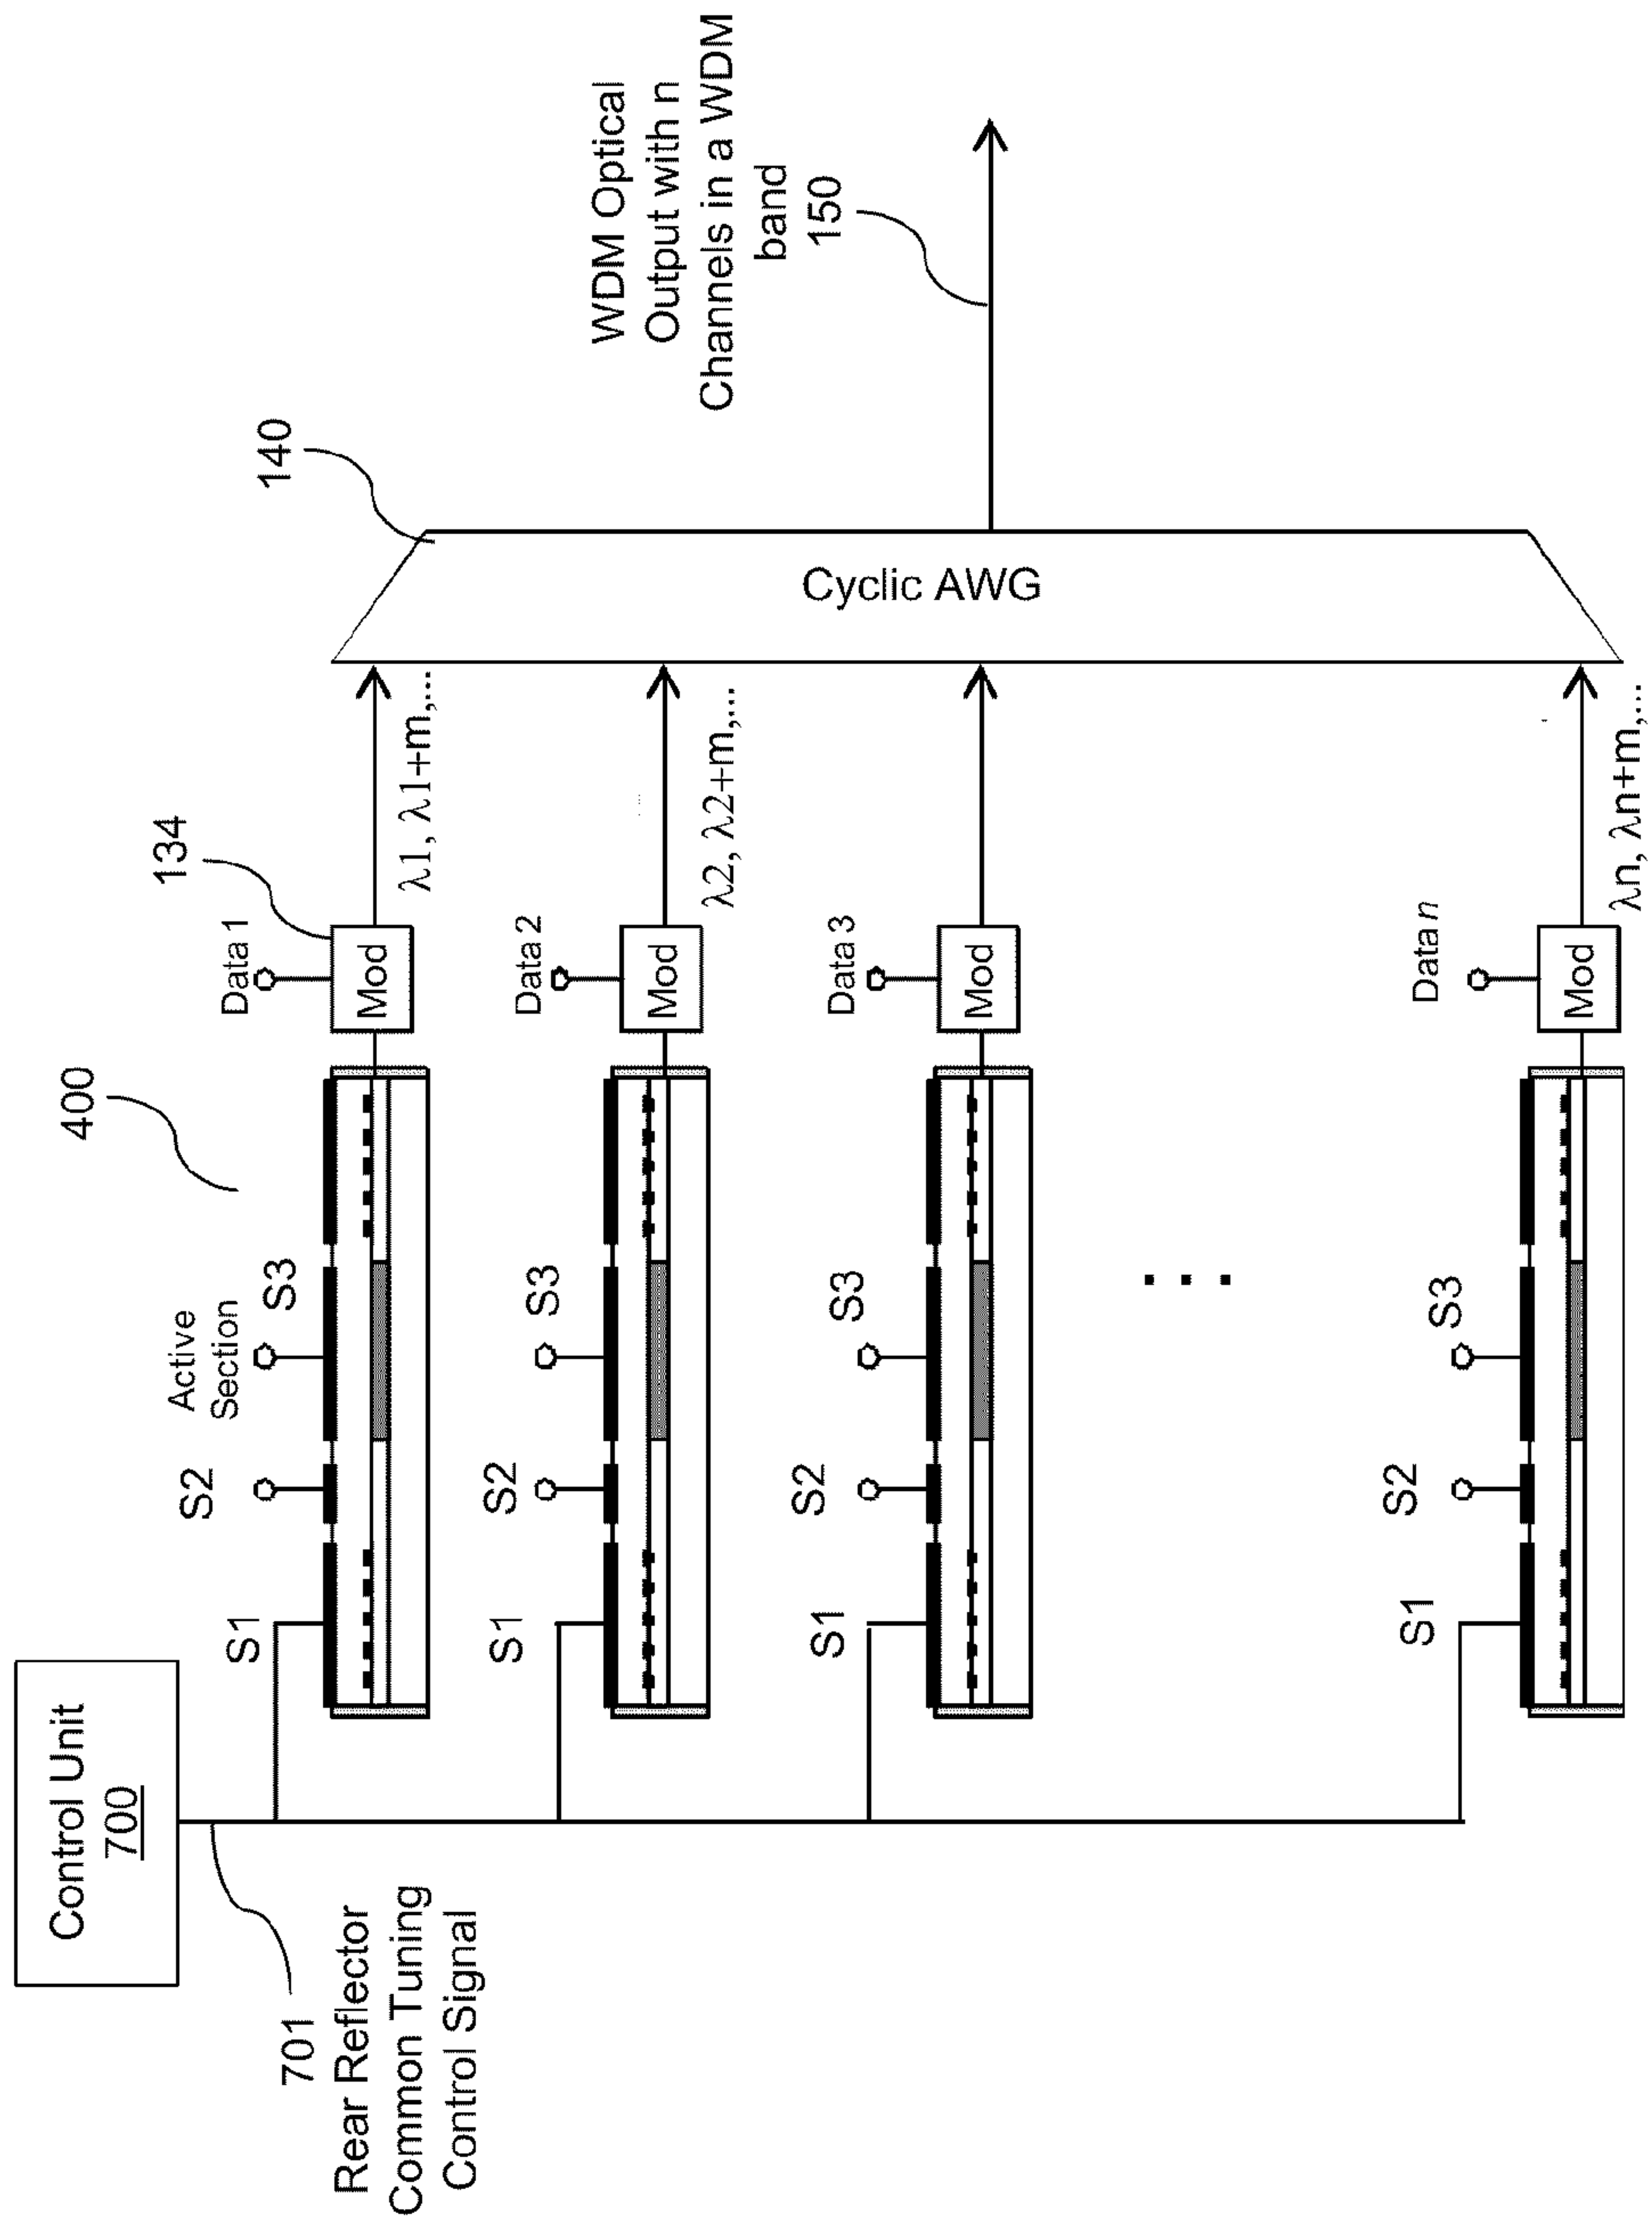 Control Unit
700
701
Rear Reflector
Common Tuning
Control Signal
400
S1
S2
Active
Section
S3
Data 1
134
Mod
λ1, λ1+m,...
S1
S2
S3
Data 2
Mod
λ2, λ2+m,...
S1
S2
S3
Data 3
Mod
...
S1
S2
S3
Data n
Mod
λn, λn+m,...
140
Cyclic AWG
WDM Optical
Output with n
Channels in a WDM
band
150